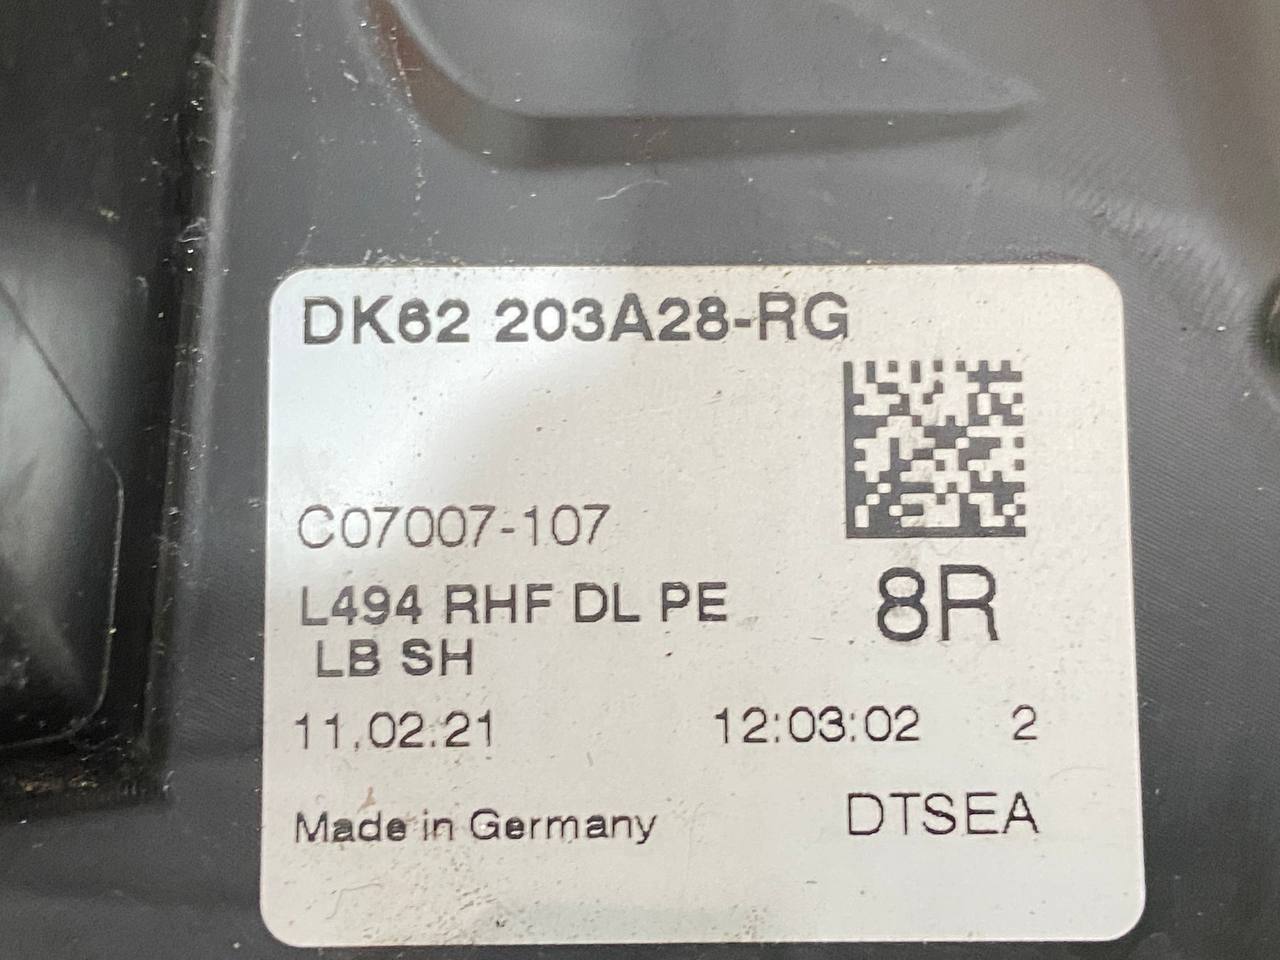 DK62 203A28-RG
C07007-107
L494 RHF DL PE
8R
LB SH
11.02.21 12:03:02 2
Made in Germany DTSEA